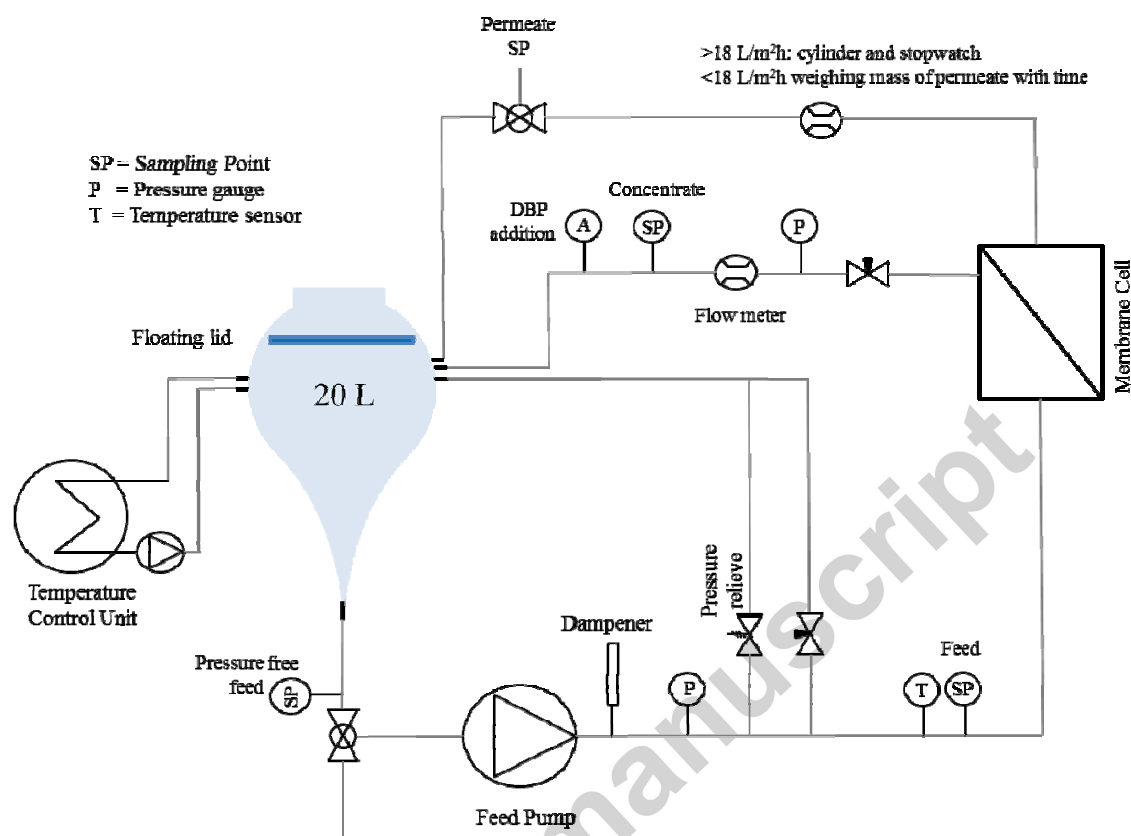 Permeate
SP
>18 L/m²h: cylinder and stopwatch
<18 L/m²h weighing mass of permeate with time
SP = Sampling Point
P = Pressure gauge
T = Temperature sensor
Concentrate
DBP
addition
A
SP
P
Flow meter
Membrane Cell
Floating lid
20 L
Temperature
Control Unit
Pressure
relieve
Dampener
Feed
Pressure free
feed
SP
P
T
SP
Feed Pump
manuscript